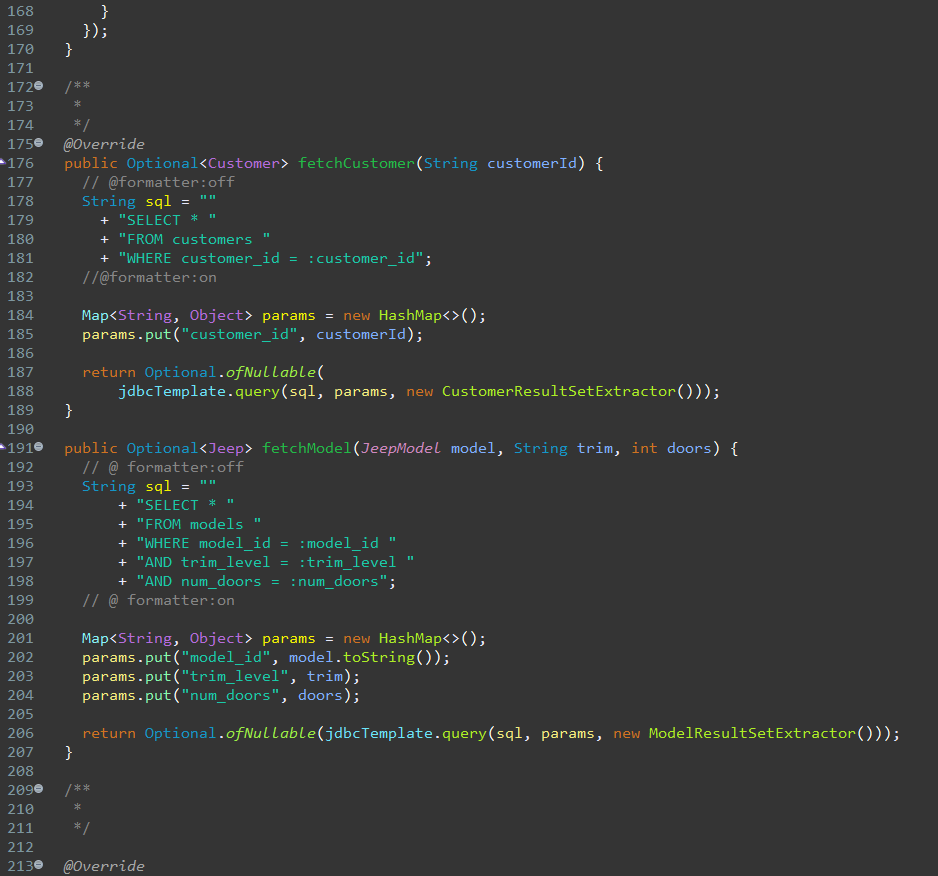 168 }
169 });
170 }
171
172 /**
173 *
174 */
175 @Override
176 public Optional<Customer> fetchCustomer(String customerId) {
177 // @formatter:off
178 String sql = ""
179 + "SELECT * "
180 + "FROM customers "
181 + "WHERE customer_id = :customer_id";
182 //@formatter:on
183
184 Map<String, Object> params = new HashMap<>();
185 params.put("customer_id", customerId);
186
187 return Optional.ofNullable(
188 jdbcTemplate.query(sql, params, new CustomerResultSetExtractor()));
189 }
190
191 public Optional<Jeep> fetchModel(JeepModel model, String trim, int doors) {
192 // @ formatter:off
193 String sql = ""
194 + "SELECT * "
195 + "FROM models "
196 + "WHERE model_id = :model_id "
197 + "AND trim_level = :trim_level "
198 + "AND num_doors = :num_doors";
199 // @ formatter:on
200
201 Map<String, Object> params = new HashMap<>();
202 params.put("model_id", model.toString());
203 params.put("trim_level", trim);
204 params.put("num_doors", doors);
205
206 return Optional.ofNullable(jdbcTemplate.query(sql, params, new ModelResultSetExtractor()));
207 }
208
209 /**
210 *
211 */
212
213 @Override